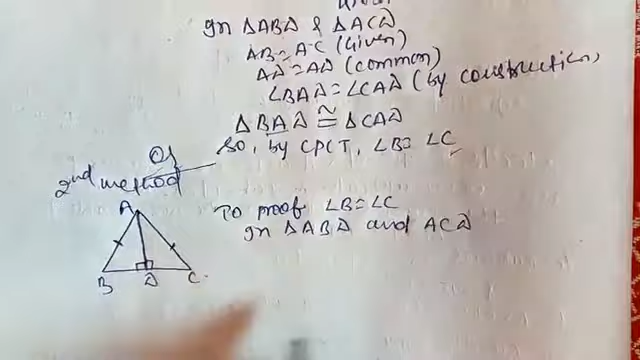 In ΔABD & ΔACD
AB = AC (Given)
AD = AD (common)
∠BAD = ∠CAD (by construction)
ΔBAD ≅ ΔCAD
So, by CPCT, ∠B = ∠C
Or
2nd method
A
B D C
To proof ∠B = ∠C
In ΔABD and ACD